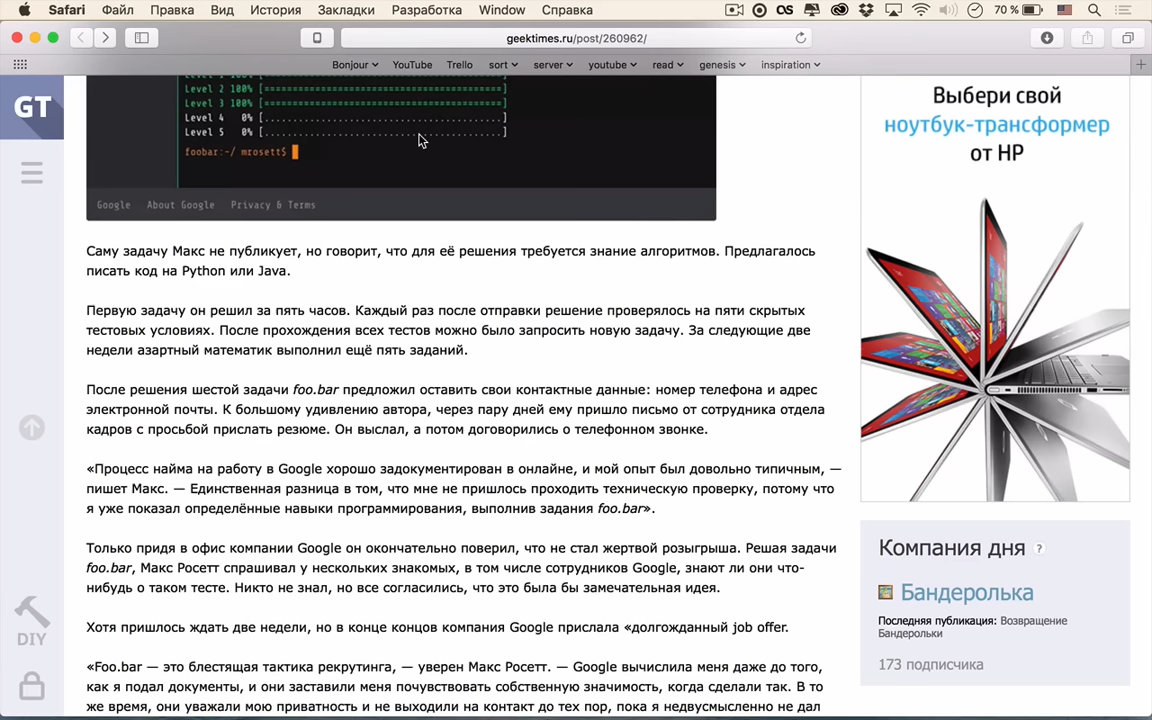 Safari Файл Правка Вид История Закладки Разработка Window Справка 70 %
geektimes.ru/post/260962/
Bonjour YouTube Trello sort server youtube read genesis inspiration
GT
Level 2 100% [==========================================]
Level 3 100% [==========================================]
Level 4 0% [..........................................]
Level 5 0% [..........................................]
foobar:~/ mrosett$
Google About Google Privacy & Terms
Саму задачу Макс не публикует, но говорит, что для её решения требуется знание алгоритмов. Предлагалось
писать код на Python или Java.
Первую задачу он решил за пять часов. Каждый раз после отправки решение проверялось на пяти скрытых
тестовых условиях. После прохождения всех тестов можно было запросить новую задачу. За следующие две
недели азартный математик выполнил ещё пять заданий.
После решения шестой задачи foo.bar предложил оставить свои контактные данные: номер телефона и адрес
электронной почты. К большому удивлению автора, через пару дней ему пришло письмо от сотрудника отдела
кадров с просьбой прислать резюме. Он выслал, а потом договорились о телефонном звонке.
«Процесс найма на работу в Google хорошо задокументирован в онлайне, и мой опыт был довольно типичным, —
пишет Макс. — Единственная разница в том, что мне не пришлось проходить техническую проверку, потому что
я уже показал определённые навыки программирования, выполнив задания foo.bar».
Только придя в офис компании Google он окончательно поверил, что не стал жертвой розыгрыша. Решая задачи
foo.bar, Макс Росетт спрашивал у нескольких знакомых, в том числе сотрудников Google, знают ли они что-
нибудь о таком тесте. Никто не знал, но все согласились, что это была бы замечательная идея.
Хотя пришлось ждать две недели, но в конце концов компания Google прислала «долгожданный job offer.
«Foo.bar — это блестящая тактика рекрутинга, — уверен Макс Росетт. — Google вычислила меня даже до того,
как я подал документы, и они заставили меня почувствовать собственную значимость, когда сделали так. В то
же время, они уважали мою приватность и не выходили на контакт до тех пор, пока я недвусмысленно не дал
DIY
Выбери свой
ноутбук-трансформер
от HP
Компания дня ?
Бандеролька
Последняя публикация: Возвращение
Бандерольки
173 подписчика